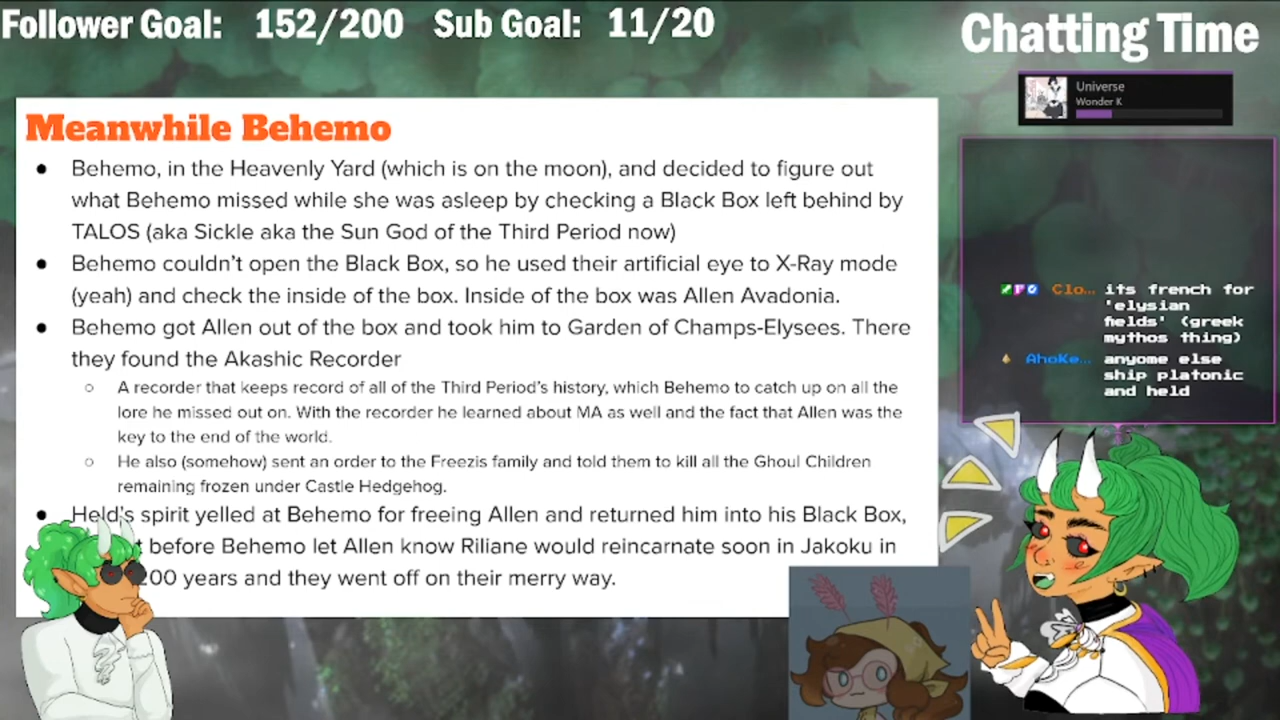 Follower Goal: 152/200 Sub Goal: 11/20
Chatting Time
Universe
Wonder K
Meanwhile Behemo
● Behemo, in the Heavenly Yard (which is on the moon), and decided to figure out
what Behemo missed while she was asleep by checking a Black Box left behind by
TALOS (aka Sickle aka the Sun God of the Third Period now)
● Behemo couldn't open the Black Box, so he used their artificial eye to X-Ray mode
(yeah) and check the inside of the box. Inside of the box was Allen Avadonia.
● Behemo got Allen out of the box and took him to Garden of Champs-Elysees. There
they found the Akashic Recorder
○ A recorder that keeps record of all of the Third Period's history, which Behemo to catch up on all the
lore he missed out on. With the recorder he learned about MA as well and the fact that Allen was the
key to the end of the world.
○ He also (somehow) sent an order to the Freezis family and told them to kill all the Ghoul Children
remaining frozen under Castle Hedgehog.
● Held's spirit yelled at Behemo for freeing Allen and returned him into his Black Box,
before Behemo let Allen know Riliane would reincarnate soon in Jakoku in
200 years and they went off on their merry way.
Clo... its french for
'elysian
fields' (greek
mythos thing)
AhoKe... anyome else
ship platonic
and held